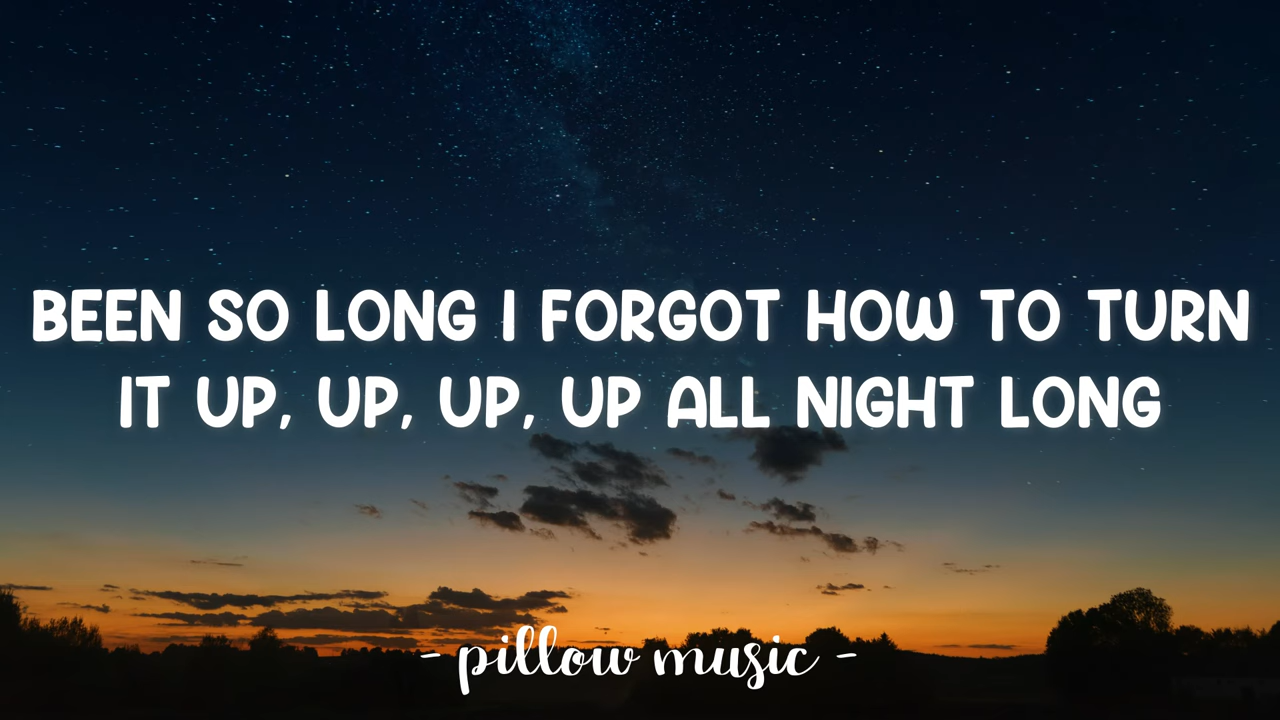 BEEN SO LONG I FORGOT HOW TO TURN
IT UP, UP, UP, UP ALL NIGHT LONG
- pillow music -